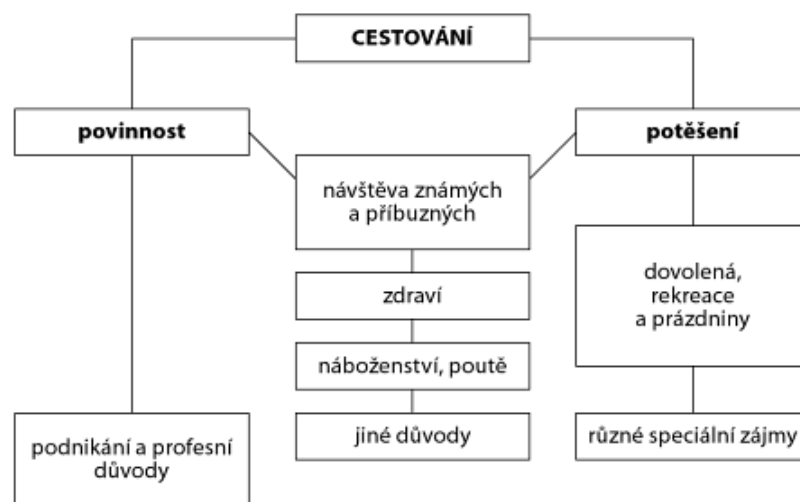 CESTOVÁNÍ
povinnost
potěšení
návštěva známých
a příbuzných
zdraví
náboženství, poutě
jiné důvody
dovolená,
rekreace
a prázdniny
různé speciální zájmy
podnikání a profesní
důvody